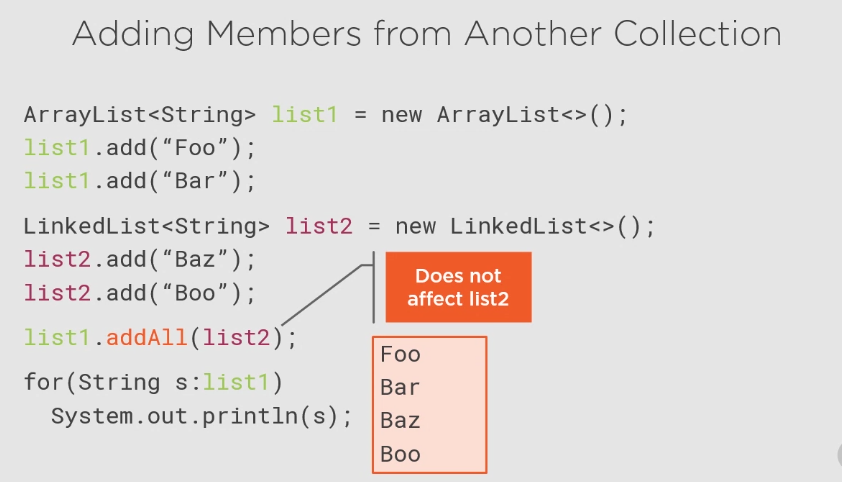 Adding Members from Another Collection
ArrayList<String> list1 = new ArrayList<>();
list1.add(“Foo”);
list1.add(“Bar”);
LinkedList<String> list2 = new LinkedList<>();
list2.add(“Baz”);
list2.add(“Boo”);
Does not
affect list2
list1.addAll(list2);
for(String s:list1)
  System.out.println(s);
Foo
Bar
Baz
Boo